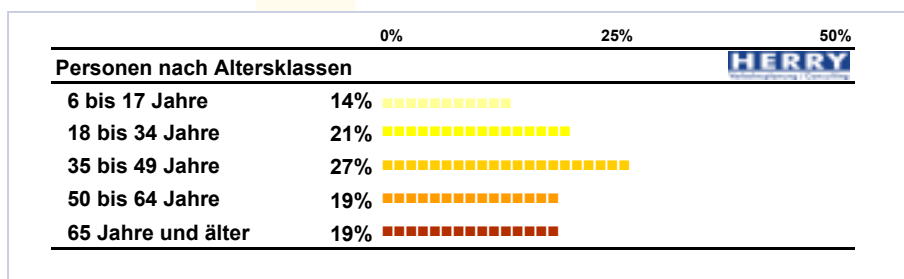 0% 25% 50%
Personen nach Altersklassen HERRY
6 bis 17 Jahre 14%
18 bis 34 Jahre 21%
35 bis 49 Jahre 27%
50 bis 64 Jahre 19%
65 Jahre und älter 19%